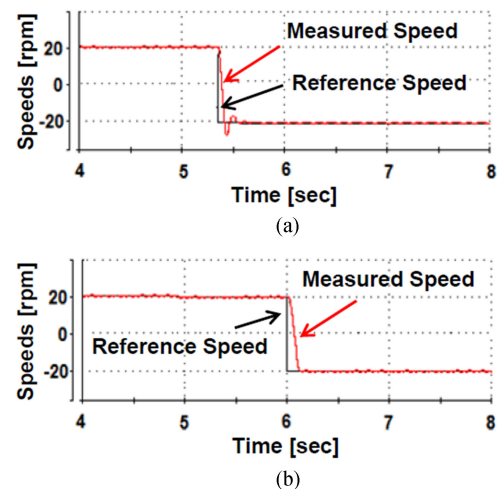 Speeds [rpm]
20
0
-20
Measured Speed
Reference Speed
4 5 6 7 8
Time [sec]
(a)
Speeds [rpm]
20
0
-20
Measured Speed
Reference Speed
4 5 6 7 8
Time [sec]
(b)